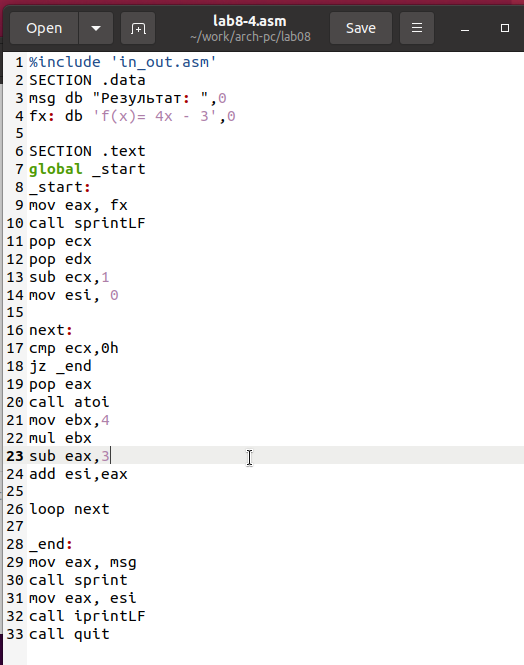 Open
lab8-4.asm
~/work/arch-pc/lab08
Save
1 %include 'in_out.asm'
2 SECTION .data
3 msg db "Результат: ",0
4 fx: db 'f(x)= 4x - 3',0
5
6 SECTION .text
7 global _start
8 _start:
9 mov eax, fx
10 call sprintLF
11 pop ecx
12 pop edx
13 sub ecx,1
14 mov esi, 0
15
16 next:
17 cmp ecx,0h
18 jz _end
19 pop eax
20 call atoi
21 mov ebx,4
22 mul ebx
23 sub eax,3
24 add esi,eax
25
26 loop next
27
28 _end:
29 mov eax, msg
30 call sprint
31 mov eax, esi
32 call iprintLF
33 call quit